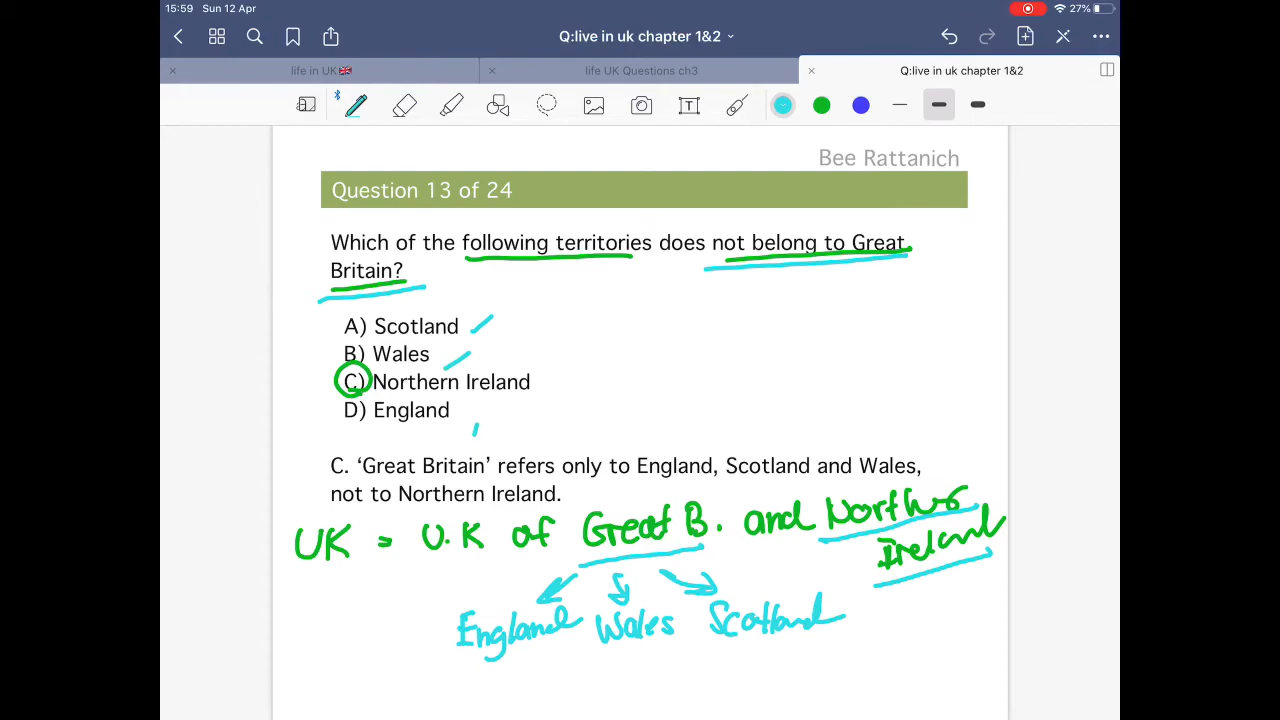 15:59 Sun 12 Apr 27%
Q:live in uk chapter 1&2
life in UK🇬🇧 life UK Questions ch3 Q:live in uk chapter 1&2
T
Bee Rattanich
Question 13 of 24
Which of the following territories does not belong to Great
Britain?
A) Scotland
B) Wales
C) Northern Ireland
D) England
C. ‘Great Britain’ refers only to England, Scotland and Wales,
not to Northern Ireland.
UK = U.K of Great B. and Northern
Ireland
England Wales Scotland